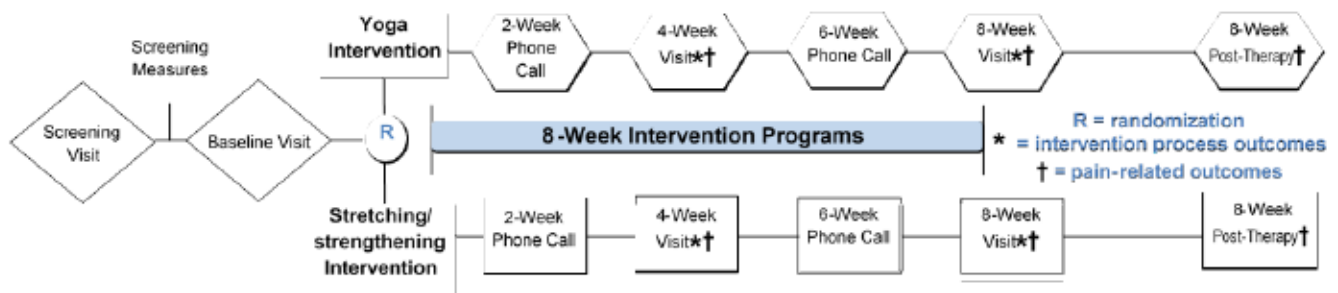 Screening
Measures
Screening
Visit
Baseline Visit
R
Yoga
Intervention
2-Week
Phone
Call
4-Week
Visit*†
6-Week
Phone Call
8-Week
Visit*†
8-Week
Post-Therapy†
8-Week Intervention Programs
R = randomization
* = intervention process outcomes
† = pain-related outcomes
Stretching/
strengthening
Intervention
2-Week
Phone Call
4-Week
Visit*†
6-Week
Phone Call
8-Week
Visit*†
8-Week
Post-Therapy†